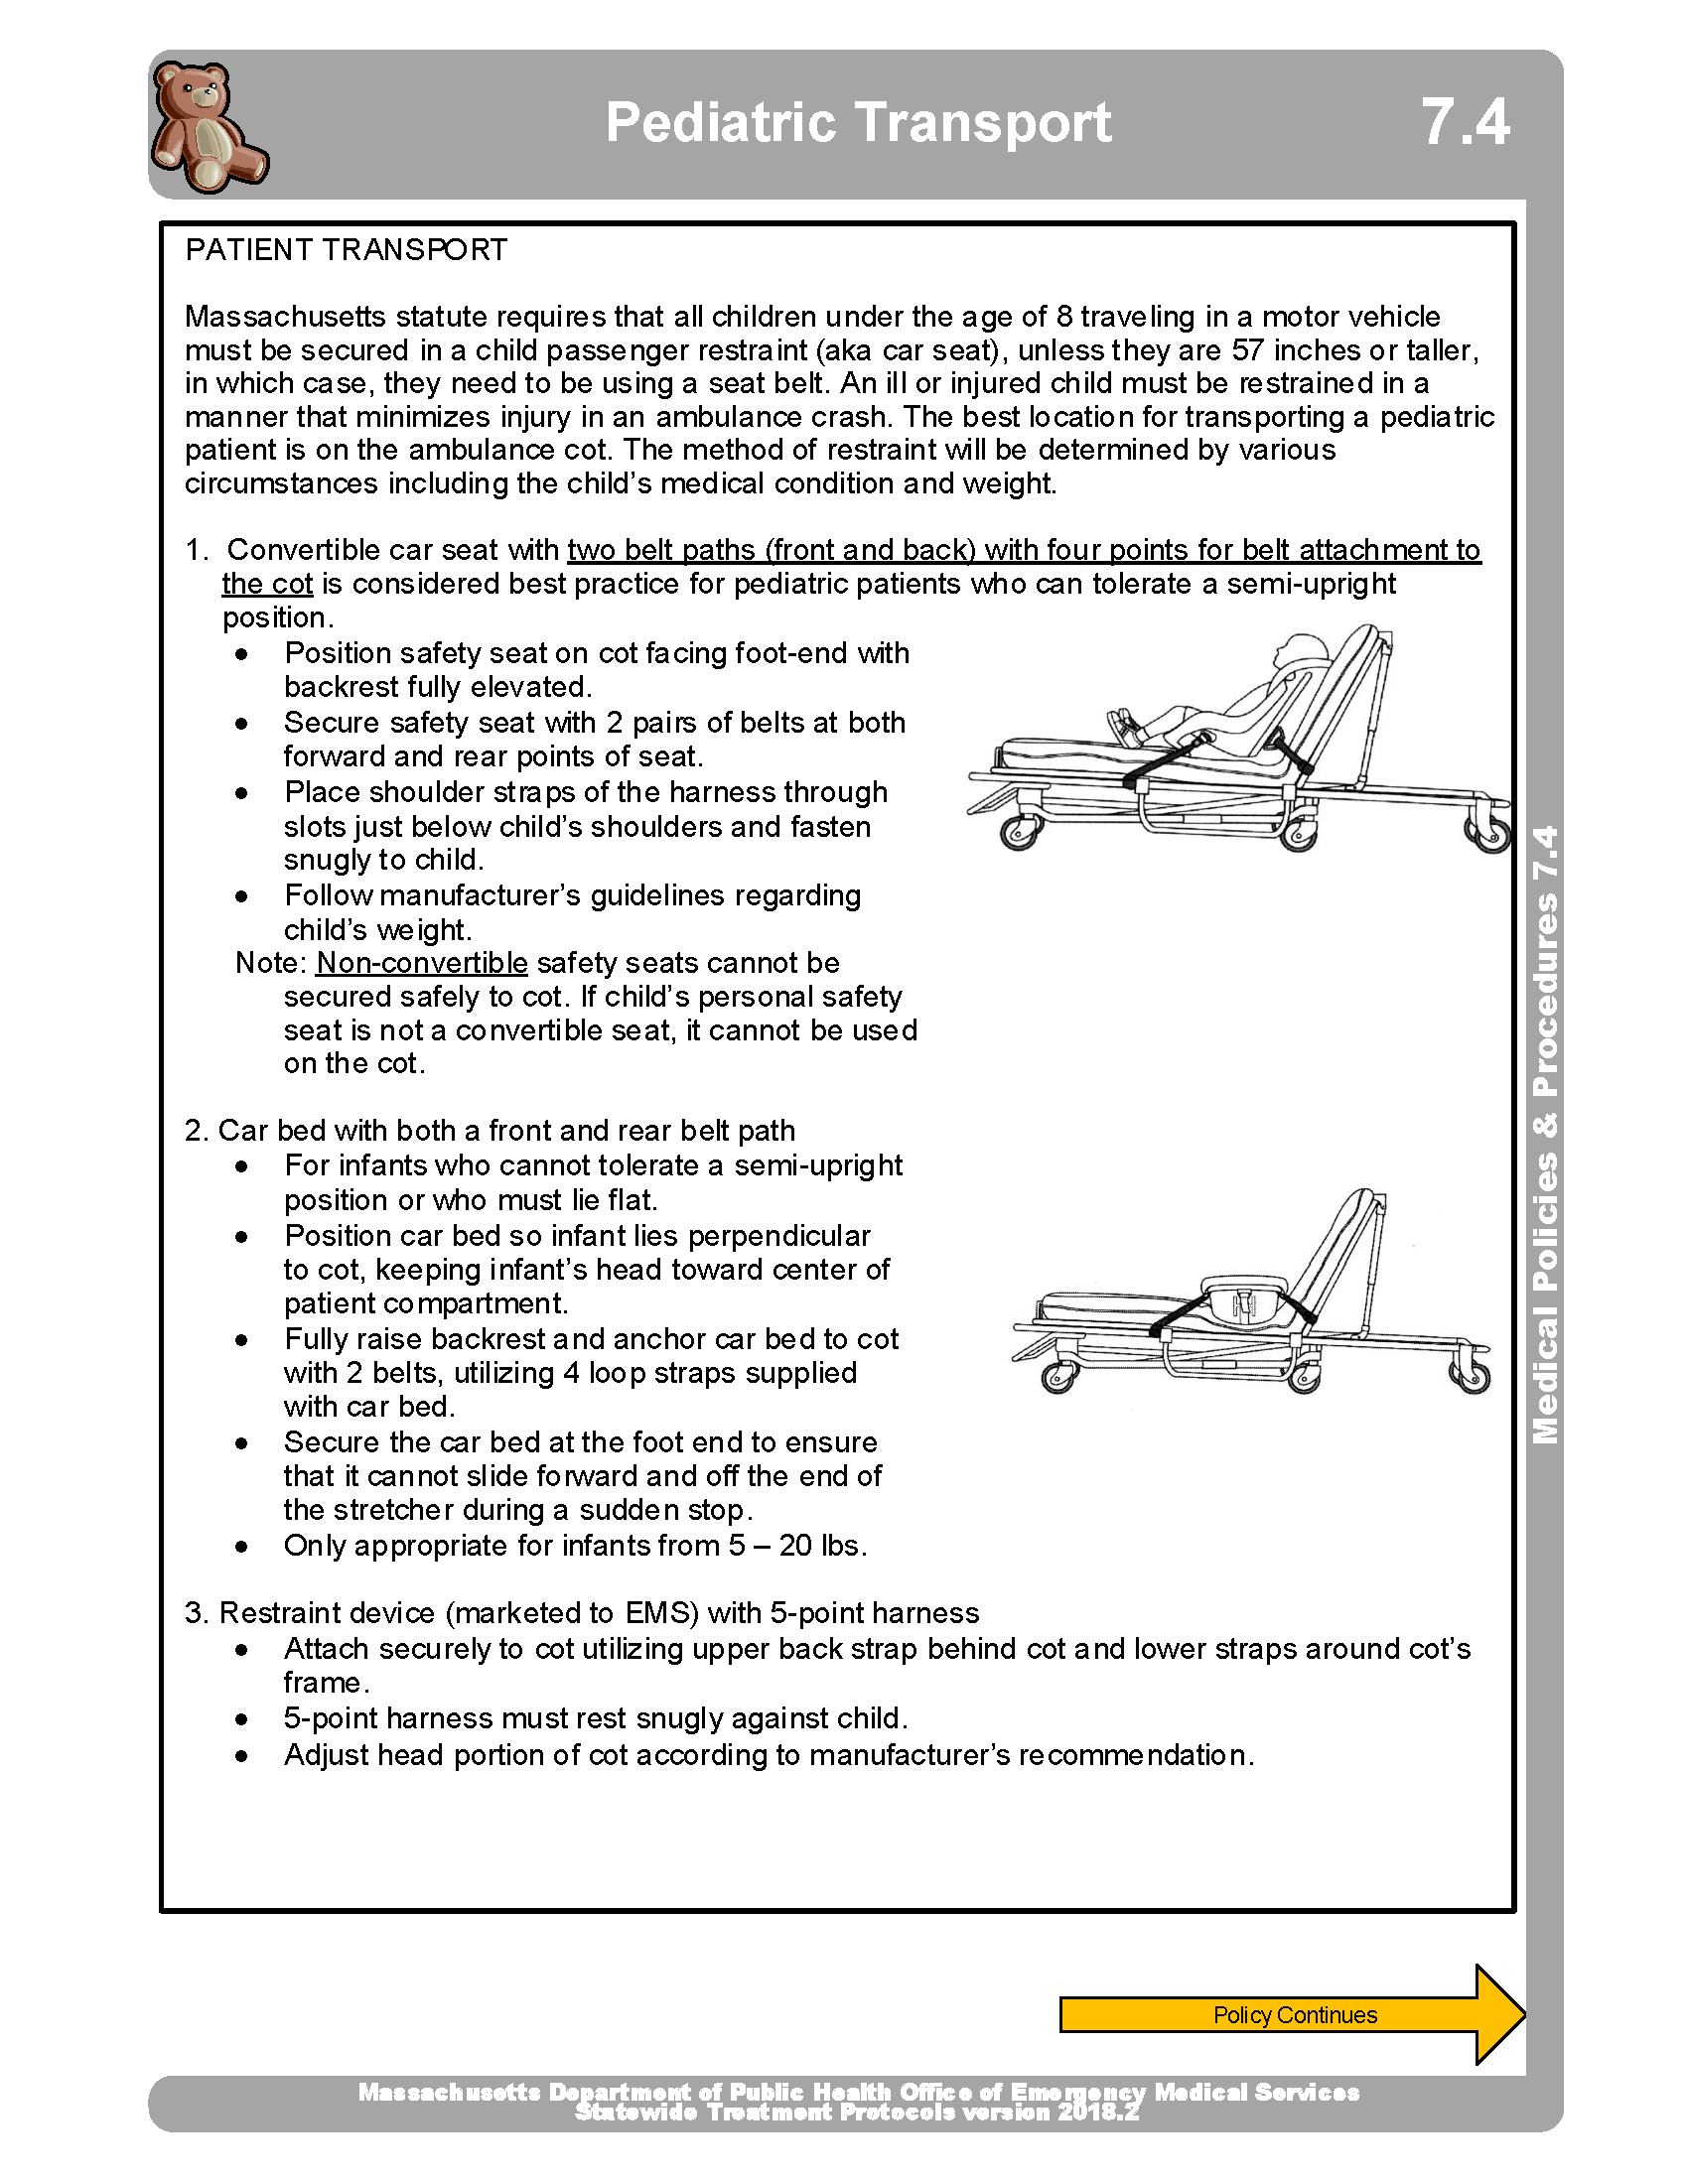 Pediatric Transport
7.4
PATIENT TRANSPORT
Massachusetts statute requires that all children under the age of 8 traveling in a motor vehicle
must be secured in a child passenger restraint (aka car seat), unless they are 57 inches or taller,
in which case, they need to be using a seat belt. An ill or injured child must be restrained in a
manner that minimizes injury in an ambulance crash. The best location for transporting a pediatric
patient is on the ambulance cot. The method of restraint will be determined by various
circumstances including the child’s medical condition and weight.
1. Convertible car seat with two belt paths (front and back) with four points for belt attachment to
the cot is considered best practice for pediatric patients who can tolerate a semi-upright
position.
• Position safety seat on cot facing foot-end with
backrest fully elevated.
• Secure safety seat with 2 pairs of belts at both
forward and rear points of seat.
• Place shoulder straps of the harness through
slots just below child’s shoulders and fasten
snugly to child.
• Follow manufacturer’s guidelines regarding
child’s weight.
Note: Non-convertible safety seats cannot be
secured safely to cot. If child’s personal safety
seat is not a convertible seat, it cannot be used
on the cot.
2. Car bed with both a front and rear belt path
• For infants who cannot tolerate a semi-upright
position or who must lie flat.
• Position car bed so infant lies perpendicular
to cot, keeping infant’s head toward center of
patient compartment.
• Fully raise backrest and anchor car bed to cot
with 2 belts, utilizing 4 loop straps supplied
with car bed.
• Secure the car bed at the foot end to ensure
that it cannot slide forward and off the end of
the stretcher during a sudden stop.
• Only appropriate for infants from 5 – 20 lbs.
3. Restraint device (marketed to EMS) with 5-point harness
• Attach securely to cot utilizing upper back strap behind cot and lower straps around cot’s
frame.
• 5-point harness must rest snugly against child.
• Adjust head portion of cot according to manufacturer’s recommendation.
Medical Policies & Procedures 7.4
Policy Continues
Massachusetts Department of Public Health Office of Emergency Medical Services
Statewide Treatment Protocols version 2018.2